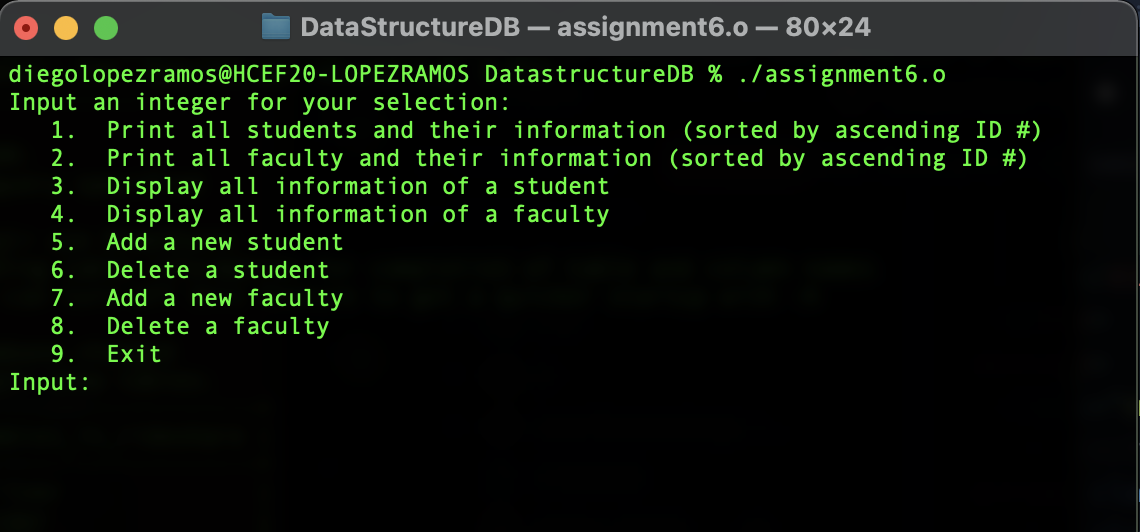 DataStructureDB — assignment6.o — 80×24
diegolopezramos@HCEF20-LOPEZRAMOS DatastructureDB % ./assignment6.o
Input an integer for your selection:
   1.  Print all students and their information (sorted by ascending ID #)
   2.  Print all faculty and their information (sorted by ascending ID #)
   3.  Display all information of a student
   4.  Display all information of a faculty
   5.  Add a new student
   6.  Delete a student
   7.  Add a new faculty
   8.  Delete a faculty
   9.  Exit
Input: